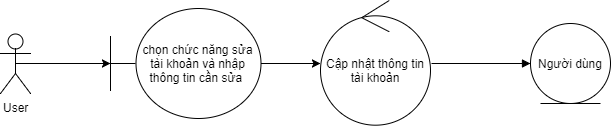 chọn chức năng sửa
tài khoản và nhập
thông tin cần sửa
Cập nhật thông tin
tài khoản
Người dùng
User